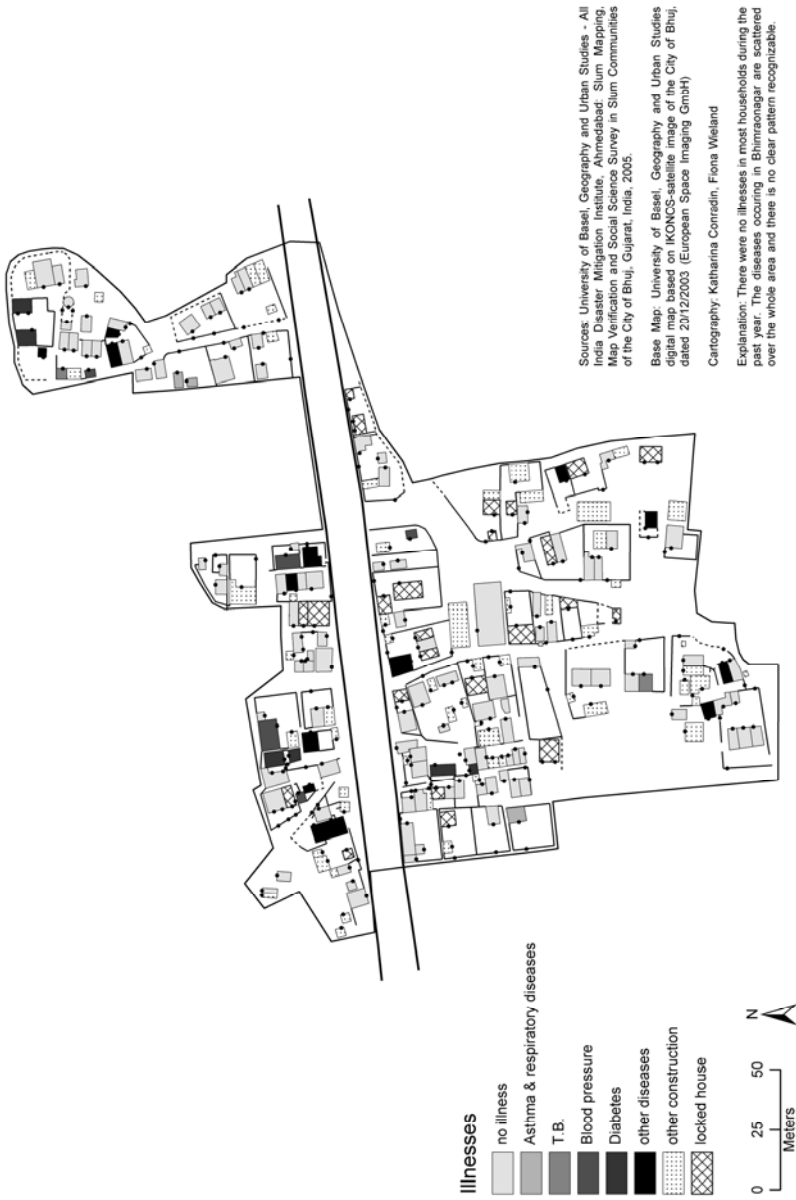 Illnesses
no illness
Asthma & respiratory diseases
T.B.
Blood pressure
Diabetes
other diseases
other construction
locked house
0 25 50
Meters
N
Sources: University of Basel, Geography and Urban Studies - All
India Disaster Mitigation Institute, Ahmedabad: Slum Mapping,
Map Verification and Social Science Survey in Slum Communities
of the City of Bhuj, Gujarat, India, 2005.
Base Map: University of Basel, Geography and Urban Studies
digital map based on IKONOS-satellite image of the City of Bhuj,
dated 20/12/2003 (European Space Imaging GmbH)
Cartography: Katharina Conradin, Fiona Wieland
Explanation: There were no illnesses in most households during the
past year. The diseases occuring in Bhimraonagar are scattered
over the whole area and there is no clear pattern recognizable.